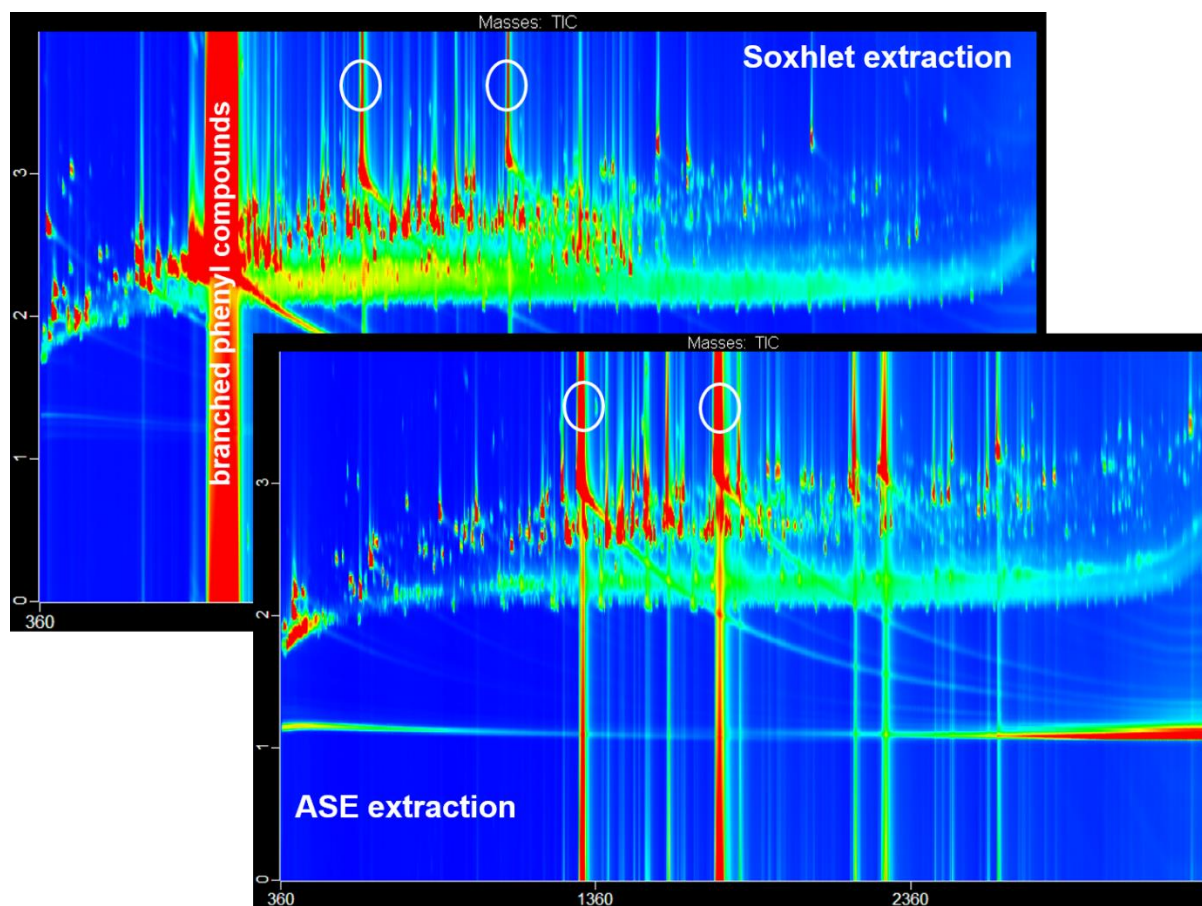 Masses: TIC
Soxhlet extraction
branched phenyl compounds
3
2
1
0
360
Masses: TIC
ASE extraction
3
2
1
0
360 1360 2360